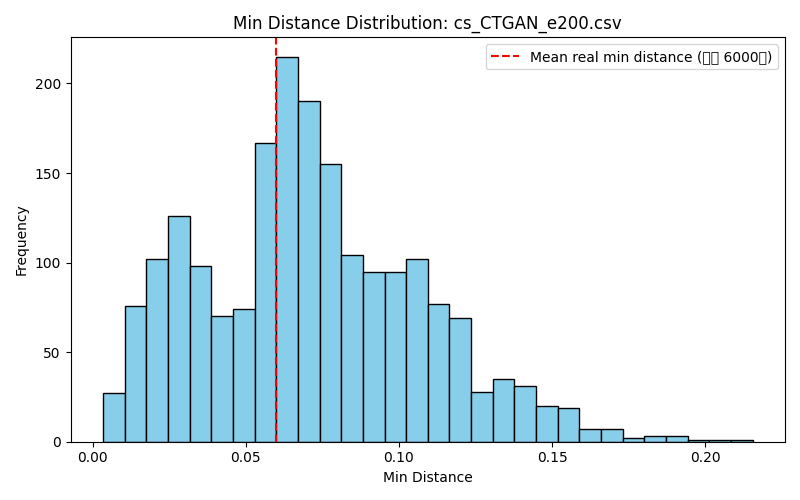 Min Distance Distribution: cs_CTGAN_e200.csv
Mean real min distance (▯▯ 6000▯)
200
150
100
50
0
Frequency
0.00 0.05 0.10 0.15 0.20
Min Distance